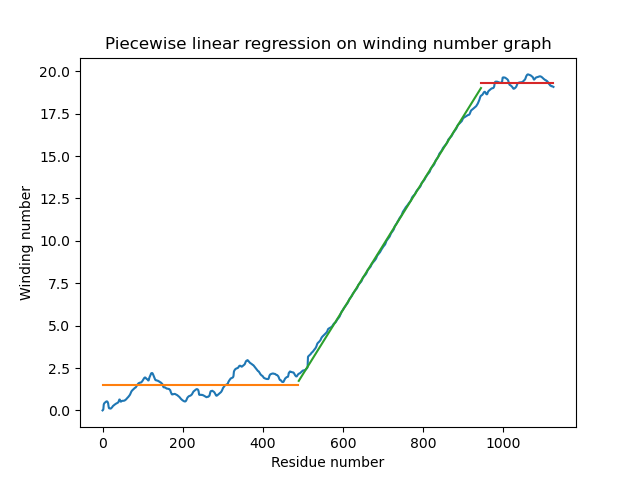 Piecewise linear regression on winding number graph
20.0
17.5
15.0
12.5
10.0
7.5
5.0
2.5
0.0
Winding number
0 200 400 600 800 1000
Residue number